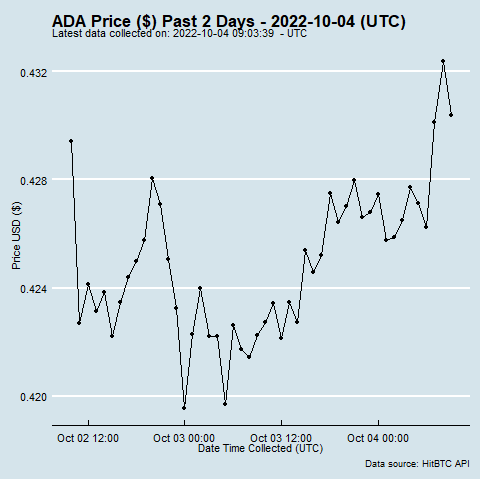 ADA Price ($) Past 2 Days - 2022-10-04 (UTC)
Latest data collected on: 2022-10-04 09:03:39 - UTC
0.432
0.428
0.424
0.420
Price USD ($)
Oct 02 12:00 Oct 03 00:00 Oct 03 12:00 Oct 04 00:00
Date Time Collected (UTC)
Data source: HitBTC API